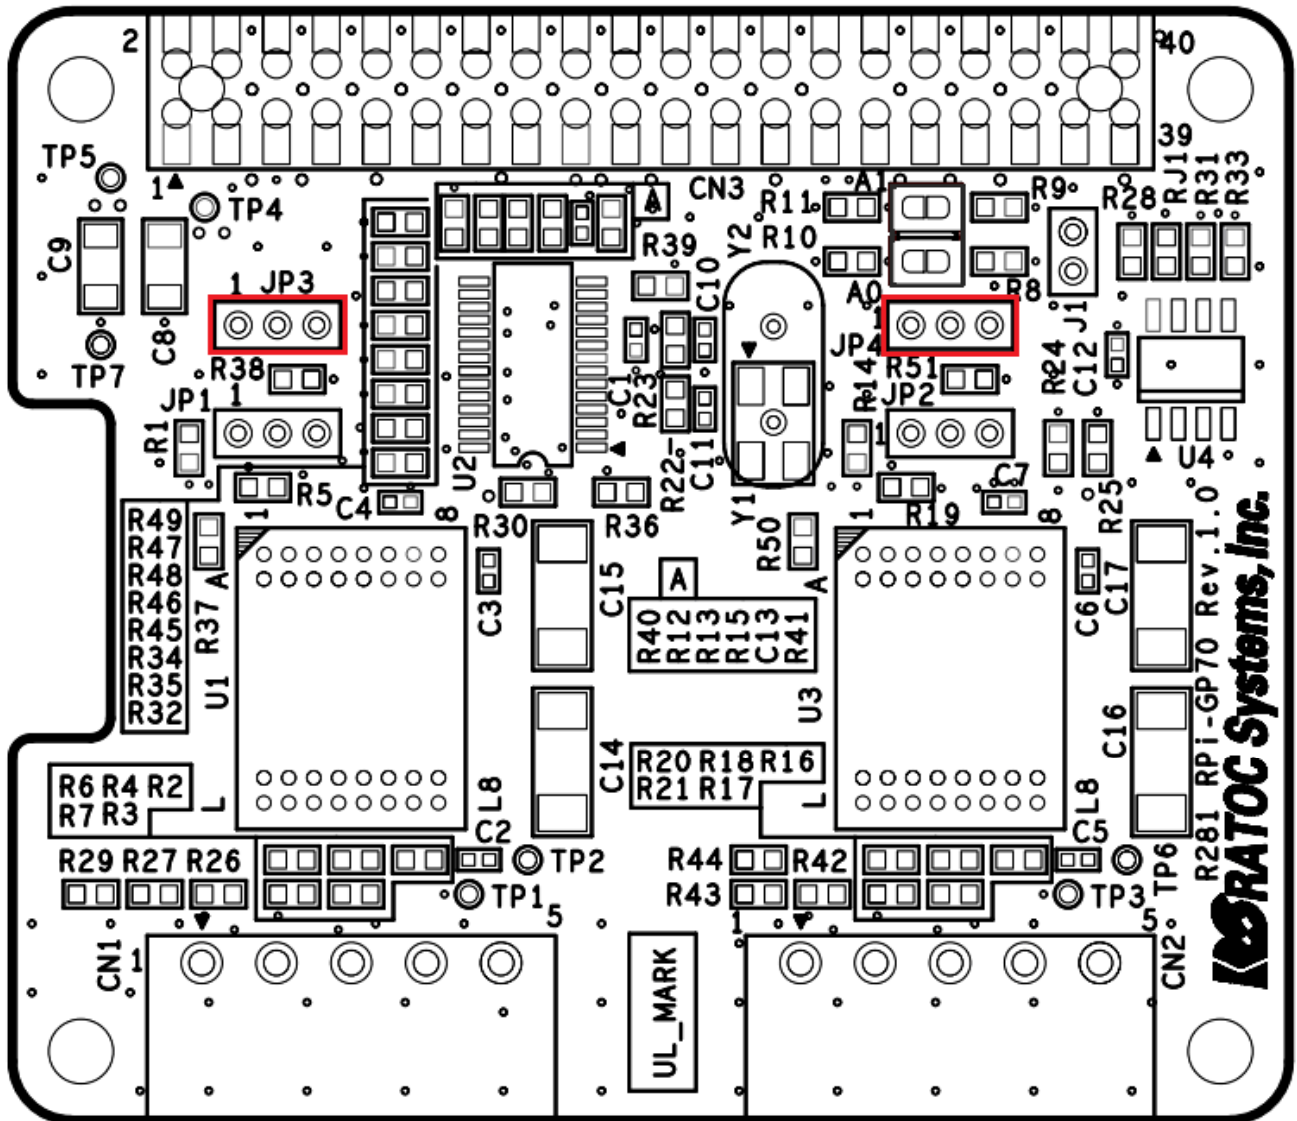 2
40
39
TP5
1
TP4
CN3
A
R11
A1
R9
R28
RJ1
R31
R33
C9
R39
R10
Y2
C10
A0
R8
J1
1 JP3
1
JP4
C8
TP7
R38
C1
R23
R14
R51
R24
C12
JP1
1
JP2
1
R1
U2
R22
C11
U4
R5
C4
R30
R36
Y1
C7
R19
R25
1
8
1
8
R49
R47
R48
R46
R45
R34
R35
R32
A
R37
U1
C3
C15
R50
A
A
R40
R12
R13
R15
C13
R41
U3
C6
C17
C14
C16
R20 R18 R16
R21 R17
R6 R4 R2
R7 R3
L
L8
C2
L
L8
C5
R29 R27 R26
TP2
TP1
R44
R42
R43
TP6
TP3
CN1
1
5
1
5
CN2
UL_MARK
R281 RPi-GP70 Rev.1.0
RATOC Systems, Inc.